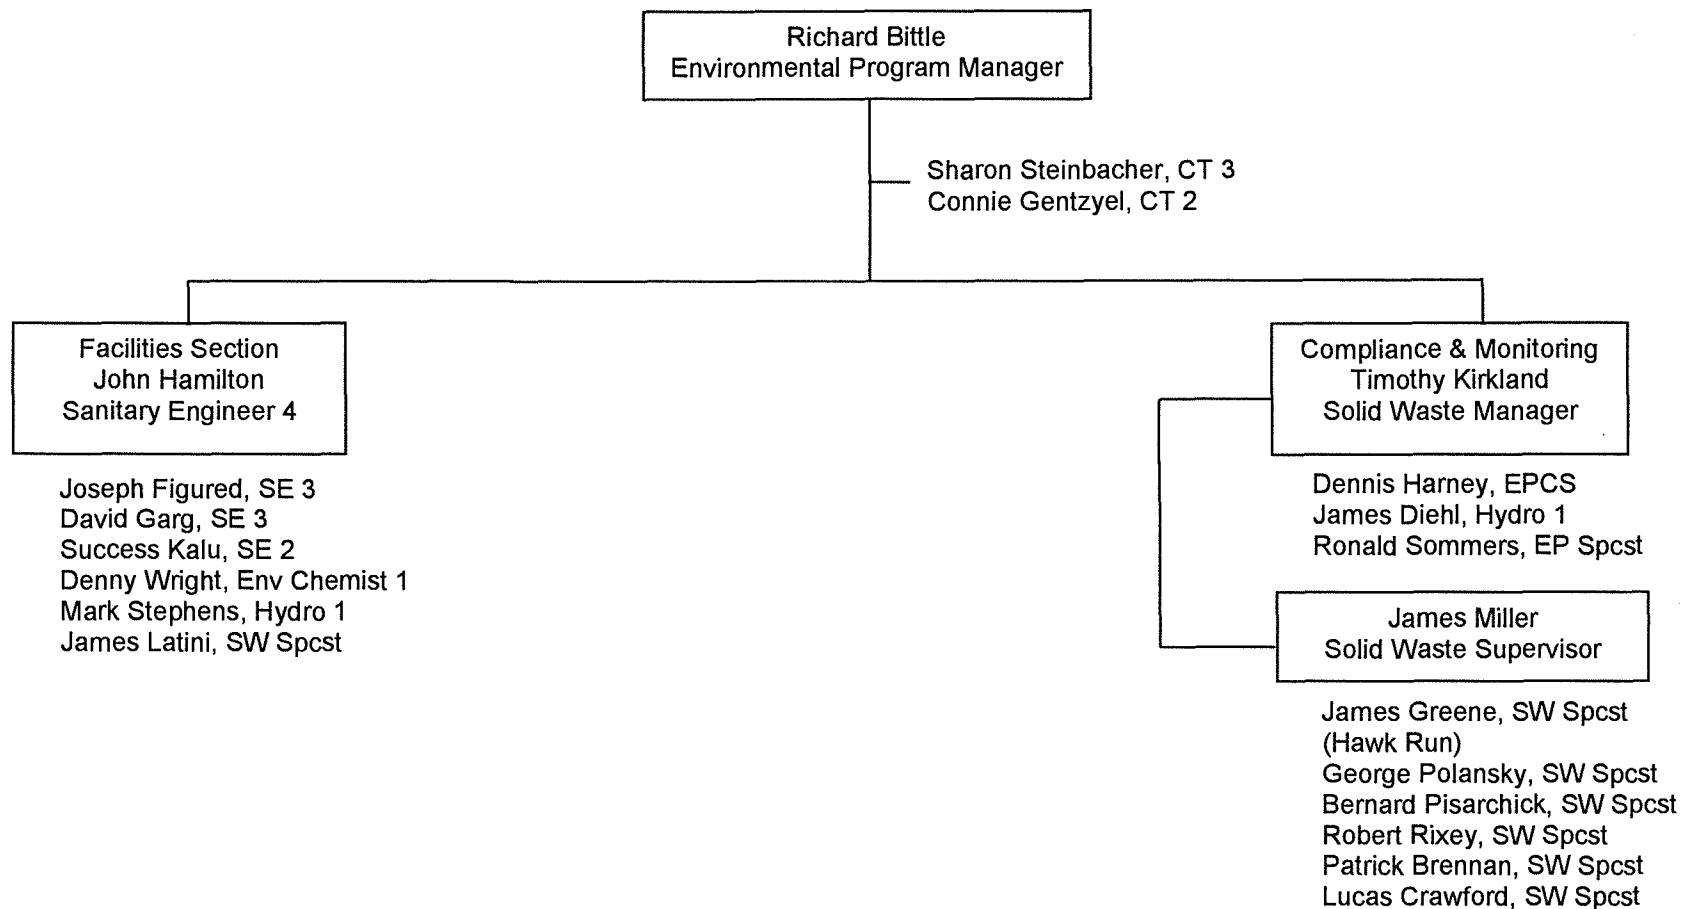 Richard Bittle
Environmental Program Manager
Sharon Steinbacher, CT 3
Connie Gentzyel, CT 2
Facilities Section
John Hamilton
Sanitary Engineer 4
Joseph Figured, SE 3
David Garg, SE 3
Success Kalu, SE 2
Denny Wright, Env Chemist 1
Mark Stephens, Hydro 1
James Latini, SW Spcst
Compliance & Monitoring
Timothy Kirkland
Solid Waste Manager
Dennis Harney, EPCS
James Diehl, Hydro 1
Ronald Sommers, EP Spcst
James Miller
Solid Waste Supervisor
James Greene, SW Spcst
(Hawk Run)
George Polansky, SW Spcst
Bernard Pisarchick, SW Spcst
Robert Rixey, SW Spcst
Patrick Brennan, SW Spcst
Lucas Crawford, SW Spcst